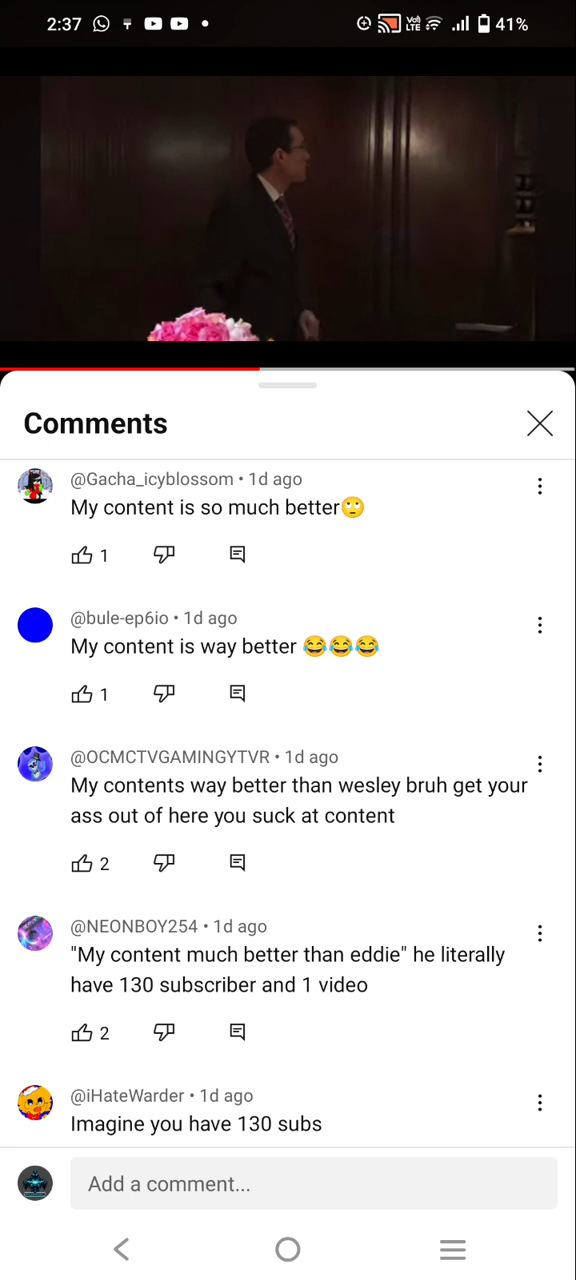 2:37
Vo) LTE
41%
Comments
@Gacha_icyblossom • 1d ago
My content is so much better🙄
1
@bule-ep6io • 1d ago
My content is way better 😂😂😂
1
@OCMCTVGAMINGYTVR • 1d ago
My contents way better than wesley bruh get your
ass out of here you suck at content
2
@NEONBOY254 • 1d ago
"My content much better than eddie" he literally
have 130 subscriber and 1 video
2
@iHateWarder • 1d ago
Imagine you have 130 subs
Add a comment...